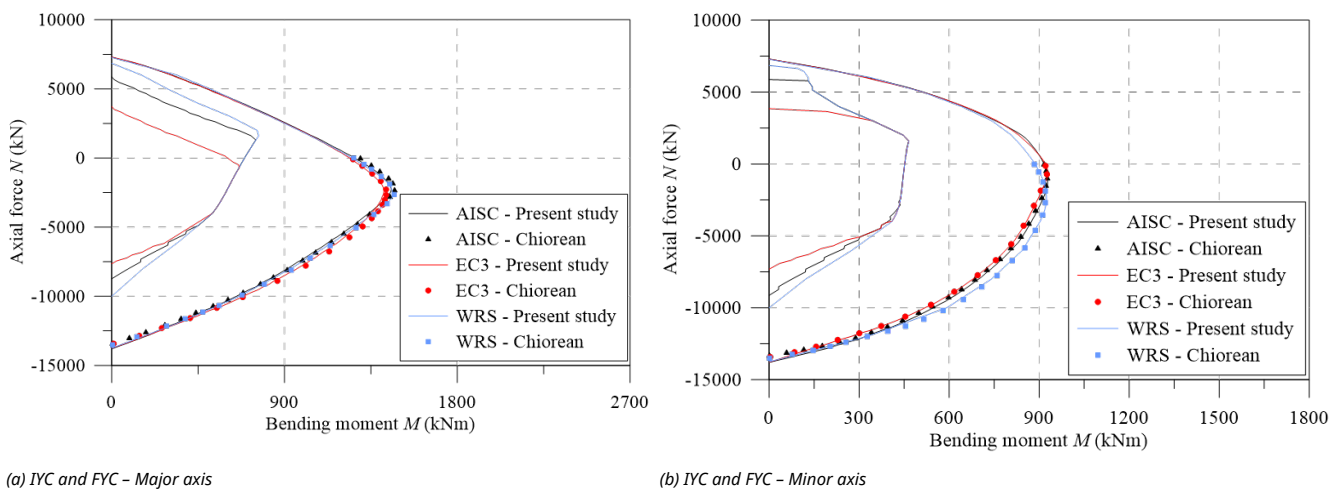 10000
5000
0
-5000
-10000
-15000
Axial force N (kN)
0
900
1800
2700
Bending moment M (kNm)
AISC - Present study
AISC - Chiorean
EC3 - Present study
EC3 - Chiorean
WRS - Present study
WRS - Chiorean
(a) IYC and FYC – Major axis
10000
5000
0
-5000
-10000
-15000
Axial force N (kN)
0
300
600
900
1200
1500
1800
Bending moment M (kNm)
AISC - Present study
AISC - Chiorean
EC3 - Present study
EC3 - Chiorean
WRS - Present study
WRS - Chiorean
(b) IYC and FYC – Minor axis